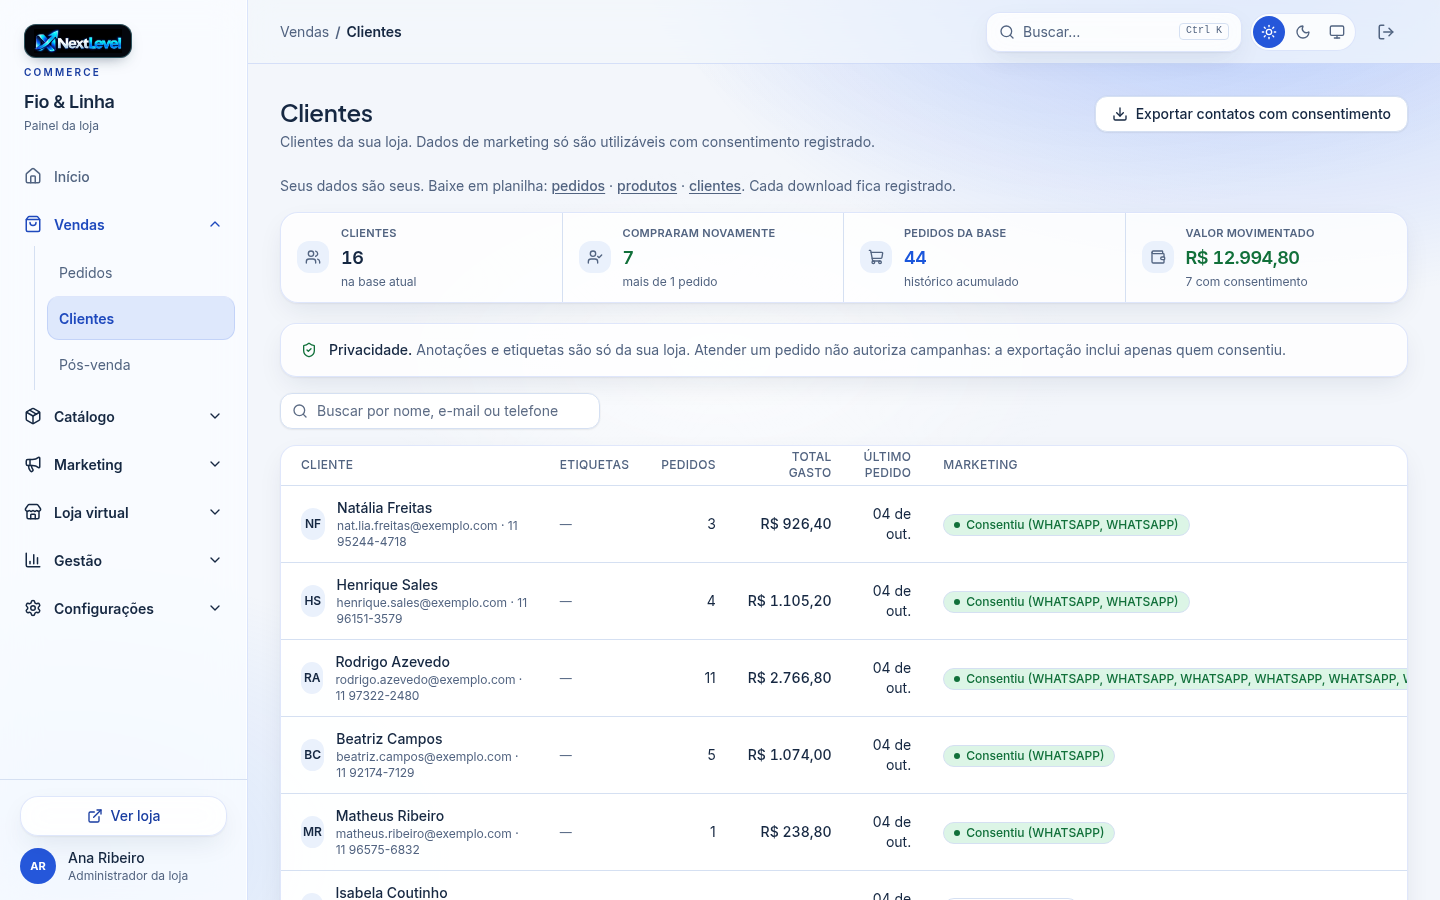 NextLevel
COMMERCE
Fio & Linha
Painel da loja
Início
Vendas
Pedidos
Clientes
Pós-venda
Catálogo
Marketing
Loja virtual
Gestão
Configurações
Ver loja
AR
Ana Ribeiro
Administrador da loja
Vendas / Clientes
Buscar...
Ctrl K
Clientes
Clientes da sua loja. Dados de marketing só são utilizáveis com consentimento registrado.
Exportar contatos com consentimento
Seus dados são seus. Baixe em planilha: pedidos · produtos · clientes. Cada download fica registrado.
CLIENTES
16
na base atual
COMPRARAM NOVAMENTE
7
mais de 1 pedido
PEDIDOS DA BASE
44
histórico acumulado
VALOR MOVIMENTADO
R$ 12.994,80
7 com consentimento
Privacidade. Anotações e etiquetas são só da sua loja. Atender um pedido não autoriza campanhas: a exportação inclui apenas quem consentiu.
Buscar por nome, e-mail ou telefone
CLIENTE ETIQUETAS PEDIDOS TOTAL GASTO ÚLTIMO PEDIDO MARKETING
NF
Natália Freitas
nat.lia.freitas@exemplo.com · 11
95244-4718
— 3 R$ 926,40 04 de out. Consentiu (WHATSAPP, WHATSAPP)
HS
Henrique Sales
henrique.sales@exemplo.com · 11
96151-3579
— 4 R$ 1.105,20 04 de out. Consentiu (WHATSAPP, WHATSAPP)
RA
Rodrigo Azevedo
rodrigo.azevedo@exemplo.com ·
11 97322-2480
— 11 R$ 2.766,80 04 de out. Consentiu (WHATSAPP, WHATSAPP, WHATSAPP, WHATSAPP, WHATSAPP,
BC
Beatriz Campos
beatriz.campos@exemplo.com ·
11 92174-7129
— 5 R$ 1.074,00 04 de out. Consentiu (WHATSAPP)
MR
Matheus Ribeiro
matheus.ribeiro@exemplo.com ·
11 96575-6832
— 1 R$ 238,80 04 de out. Consentiu (WHATSAPP)
Isabela Coutinho
04 de